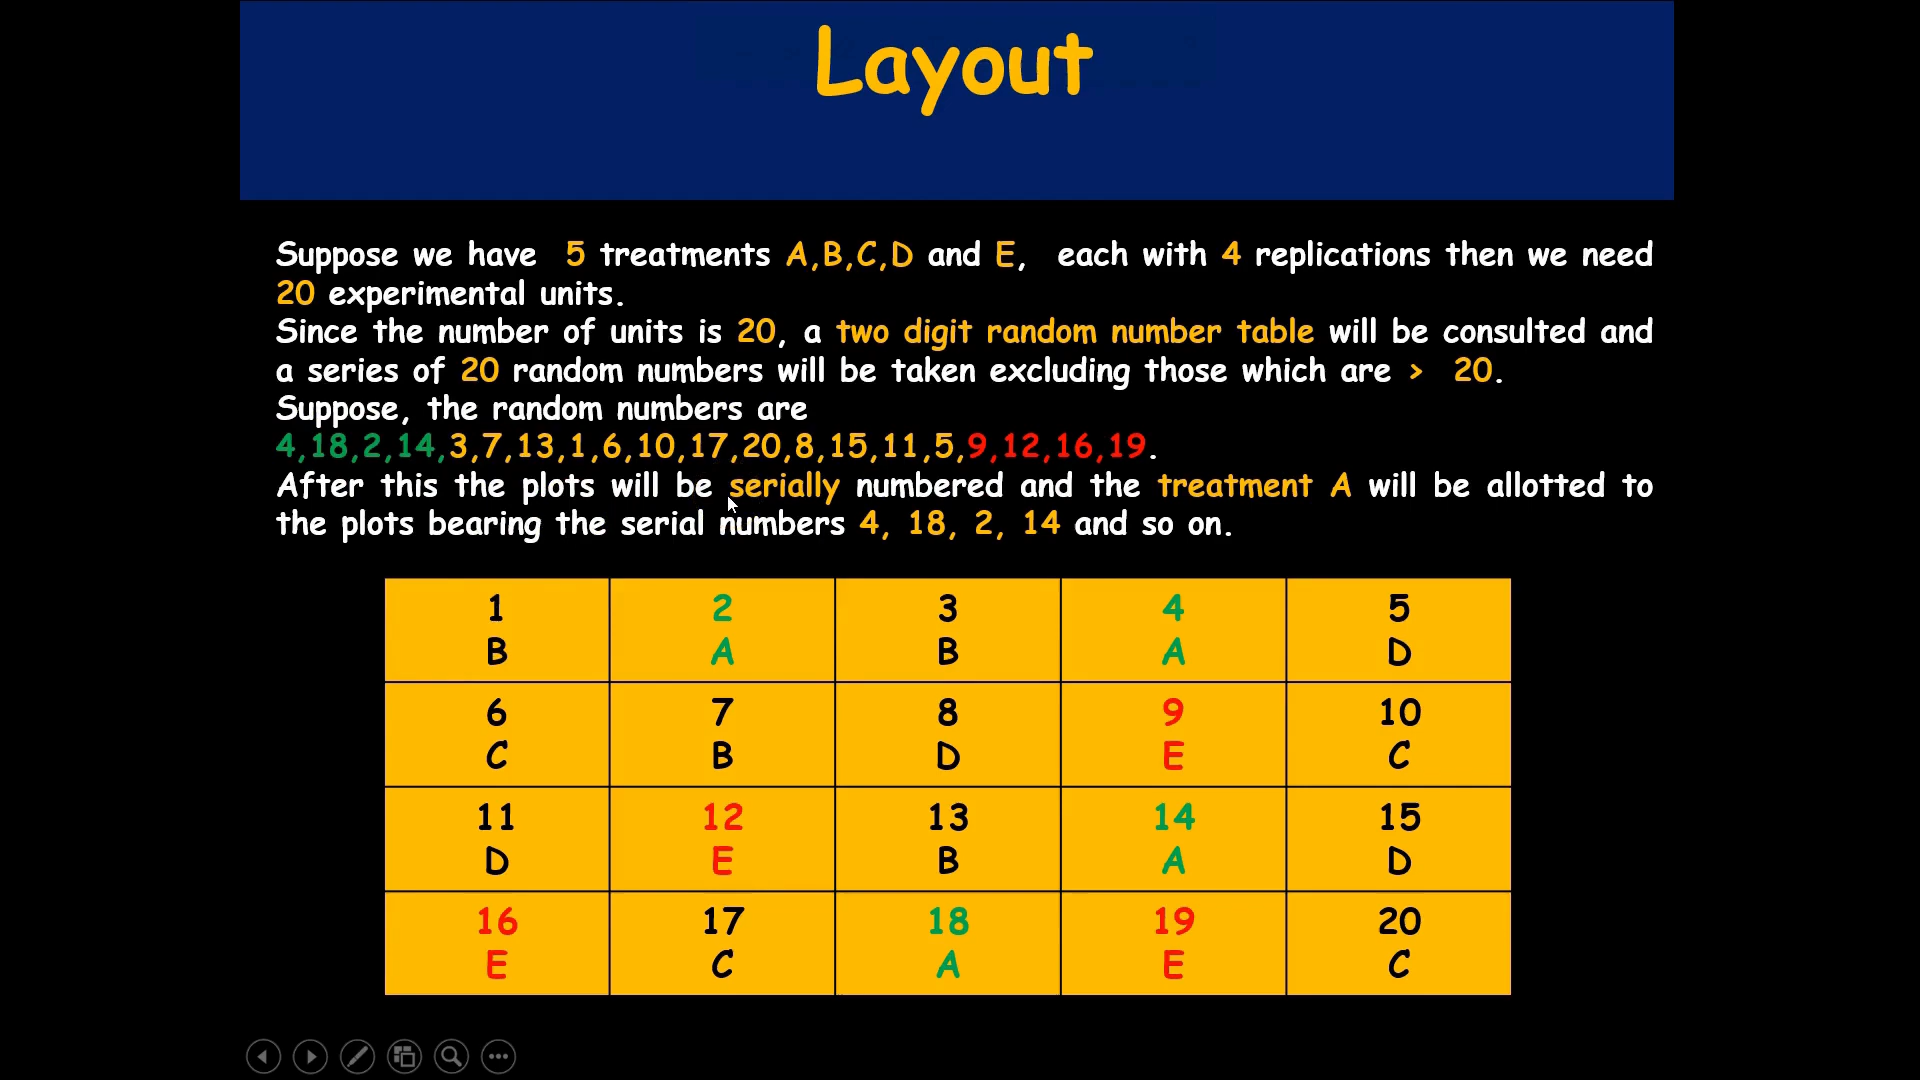 Layout
Suppose we have 5 treatments A,B,C,D and E, each with 4 replications then we need
20 experimental units.
Since the number of units is 20, a two digit random number table will be consulted and
a series of 20 random numbers will be taken excluding those which are > 20.
Suppose, the random numbers are
4,18,2,14,3,7,13,1,6,10,17,20,8,15,11,5,9,12,16,19.
After this the plots will be serially numbered and the treatment A will be allotted to
the plots bearing the serial numbers 4, 18, 2, 14 and so on.
1 2 3 4 5
B A B A D
6 7 8 9 10
C B D E C
11 12 13 14 15
D E B A D
16 17 18 19 20
E C A E C